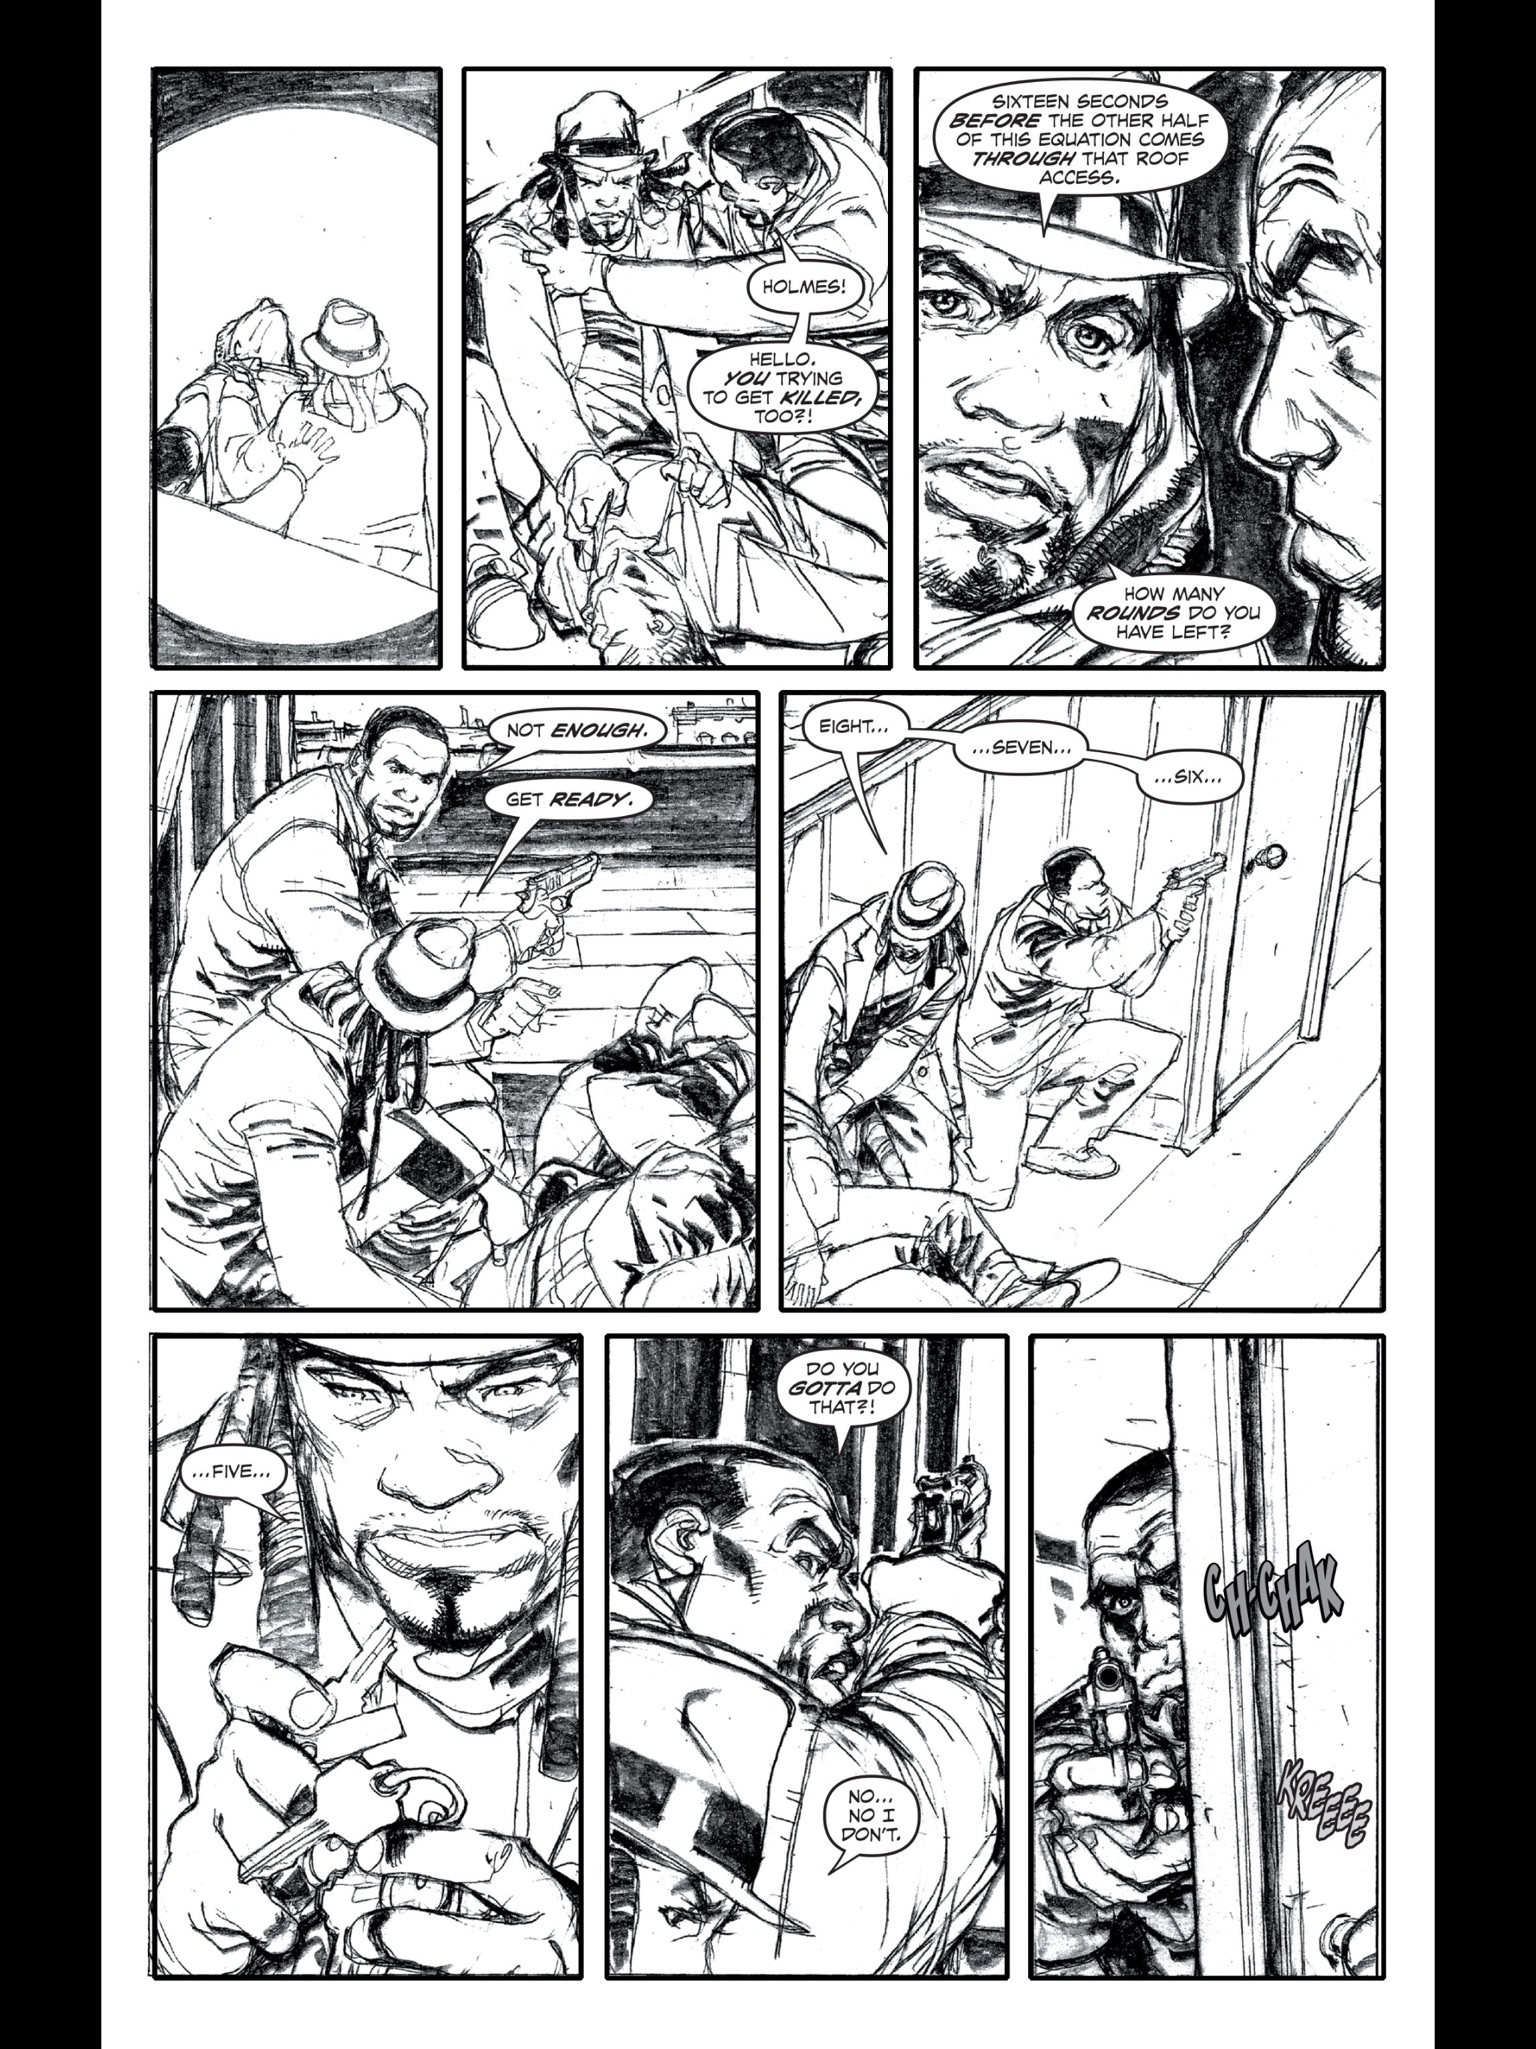 HOLMES!
HELLO.
YOU TRYING
TO GET KILLED,
TOO?!
SIXTEEN SECONDS
BEFORE THE OTHER HALF
OF THIS EQUATION COMES
THROUGH THAT ROOF
ACCESS.
HOW MANY
ROUNDS DO YOU
HAVE LEFT?
NOT ENOUGH.
GET READY.
EIGHT...
...SEVEN...
...SIX...
...FIVE...
DO YOU
GOTTA DO
THAT?!
NO...
NO I
DON'T.
CH-CHAK
KREEEE